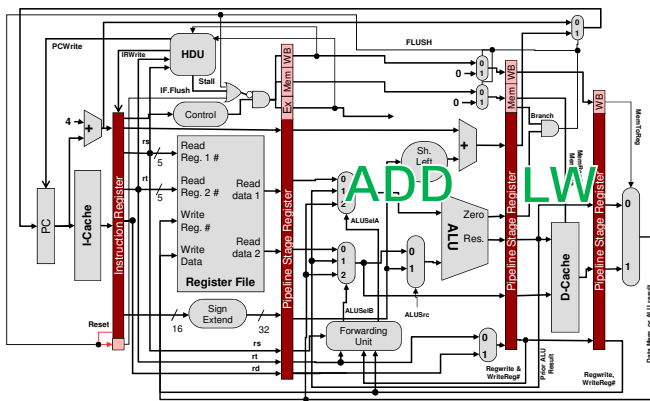 PCWrite
IRWrite
HDU
Stall
IF.Flush
FLUSH
Control
Ex
Mem
WB
0
1
0
0
1
0
Mem
WB
Branch
0
1
WB
MemToReg
4
+
rs
5
rt
5
Read
Reg. 1 #
Read
Reg. 2 #
Write
Reg. #
Write
Data
Read
data 1
Read
data 2
Register File
PC
I-Cache
Instruction Register
Pipeline Stage Register
Sh.
Left
+
ADD
LW
0
1
2
ALUSelA
0
1
2
ALUSelB
0
1
ALUSrc
ALU
Zero
Res.
Pipeline Stage Register
D-Cache
Pipeline Stage Register
0
1
Reset
Sign
Extend
16
32
Forwarding
Unit
rs
rt
rd
0
1
Regwrite &
WriteReg#
Prior ALU
Result
Regwrite,
WriteReg#